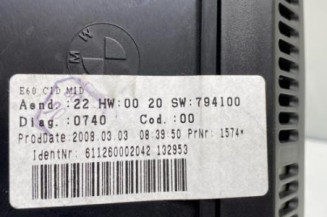 E60 CID MID
Aend.:22 HW:00 20 SW:794100
Diag.:0740 Cod.:00
ProdDate:2008.03.03 08:39:50 PrNr: 1574*
IdentNr: 611260002042 132953